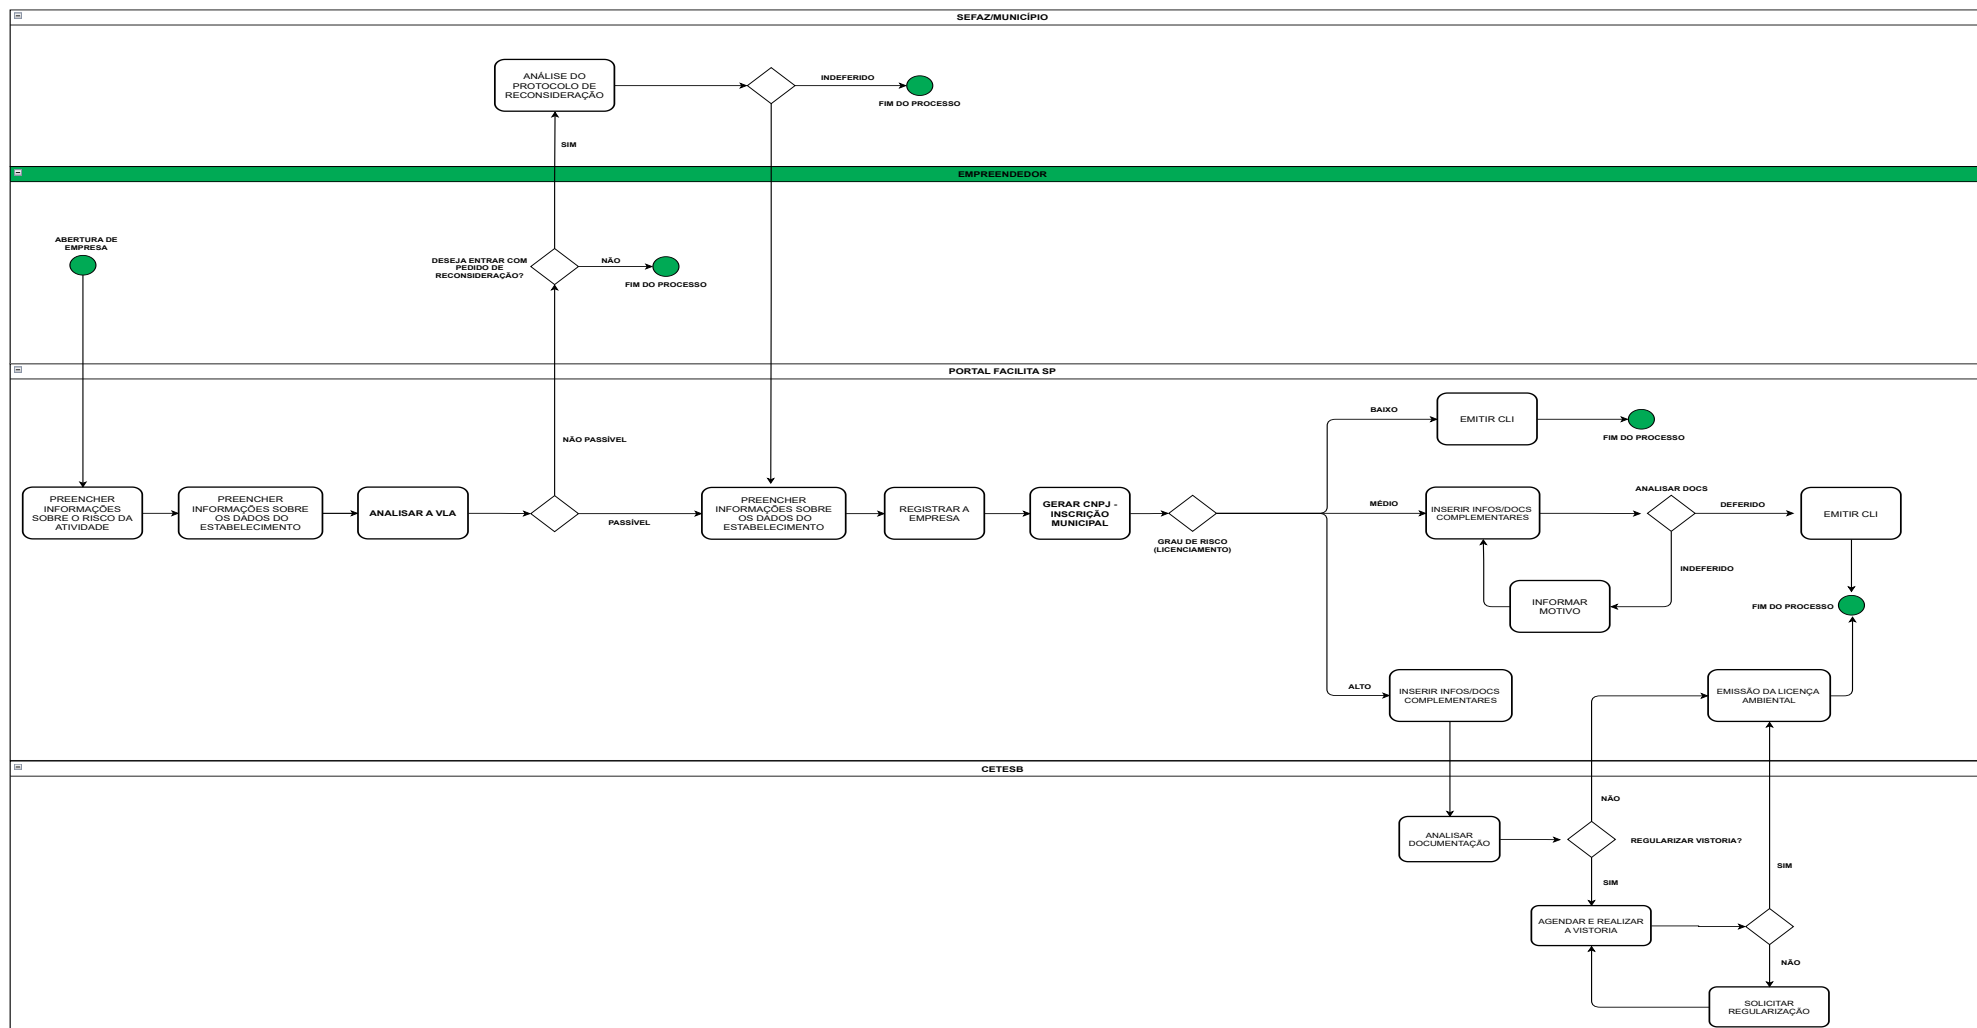 SEFAZ/MUNICÍPIO
ANÁLISE DO
PROTOCOLO DE
RECONSIDERAÇÃO
INDEFERIDO
FIM DO PROCESSO
SIM
EMPREENDEDOR
ABERTURA DE
EMPRESA
DESEJA ENTRAR COM
PEDIDO DE
RECONSIDERAÇÃO?
NÃO
FIM DO PROCESSO
PORTAL FACILITA SP
NÃO PASSÍVEL
PREENCHER
INFORMAÇÕES
SOBRE O RISCO DA
ATIVIDADE
PREENCHER
INFORMAÇÕES SOBRE
OS DADOS DO
ESTABELECIMENTO
ANALISAR A VLA
PASSÍVEL
PREENCHER
INFORMAÇÕES SOBRE
OS DADOS DO
ESTABELECIMENTO
REGISTRAR A
EMPRESA
GERAR CNPJ -
INSCRIÇÃO
MUNICIPAL
GRAU DE RISCO
(LICENCIAMENTO)
BAIXO
EMITIR CLI
FIM DO PROCESSO
MÉDIO
INSERIR INFOS/DOCS
COMPLEMENTARES
ANALISAR DOCS
DEFERIDO
EMITIR CLI
INDEFERIDO
INFORMAR
MOTIVO
FIM DO PROCESSO
ALTO
INSERIR INFOS/DOCS
COMPLEMENTARES
EMISSÃO DA LICENÇA
AMBIENTAL
CETESB
NÃO
ANALISAR
DOCUMENTAÇÃO
REGULARIZAR VISTORIA?
SIM
SIM
AGENDAR E REALIZAR
A VISTORIA
NÃO
SOLICITAR
REGULARIZAÇÃO